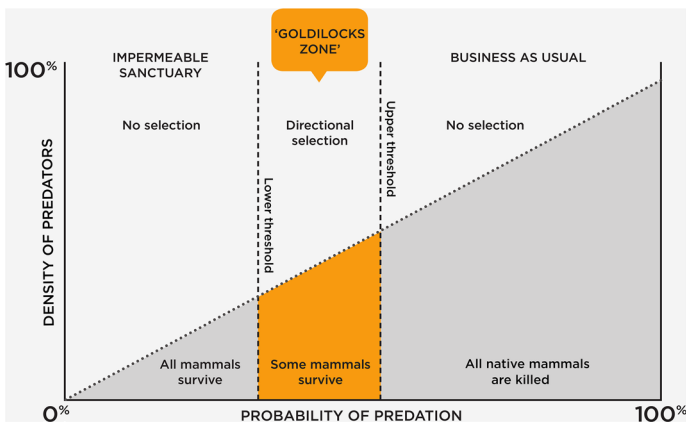 ‘GOLDILOCKS
ZONE’
IMPERMEABLE
SANCTUARY
BUSINESS AS USUAL
100%
No selection
Directional
selection
No selection
Upper threshold
Lower threshold
DENSITY OF PREDATORS
All mammals
survive
Some mammals
survive
All native mammals
are killed
0%
PROBABILITY OF PREDATION
100%